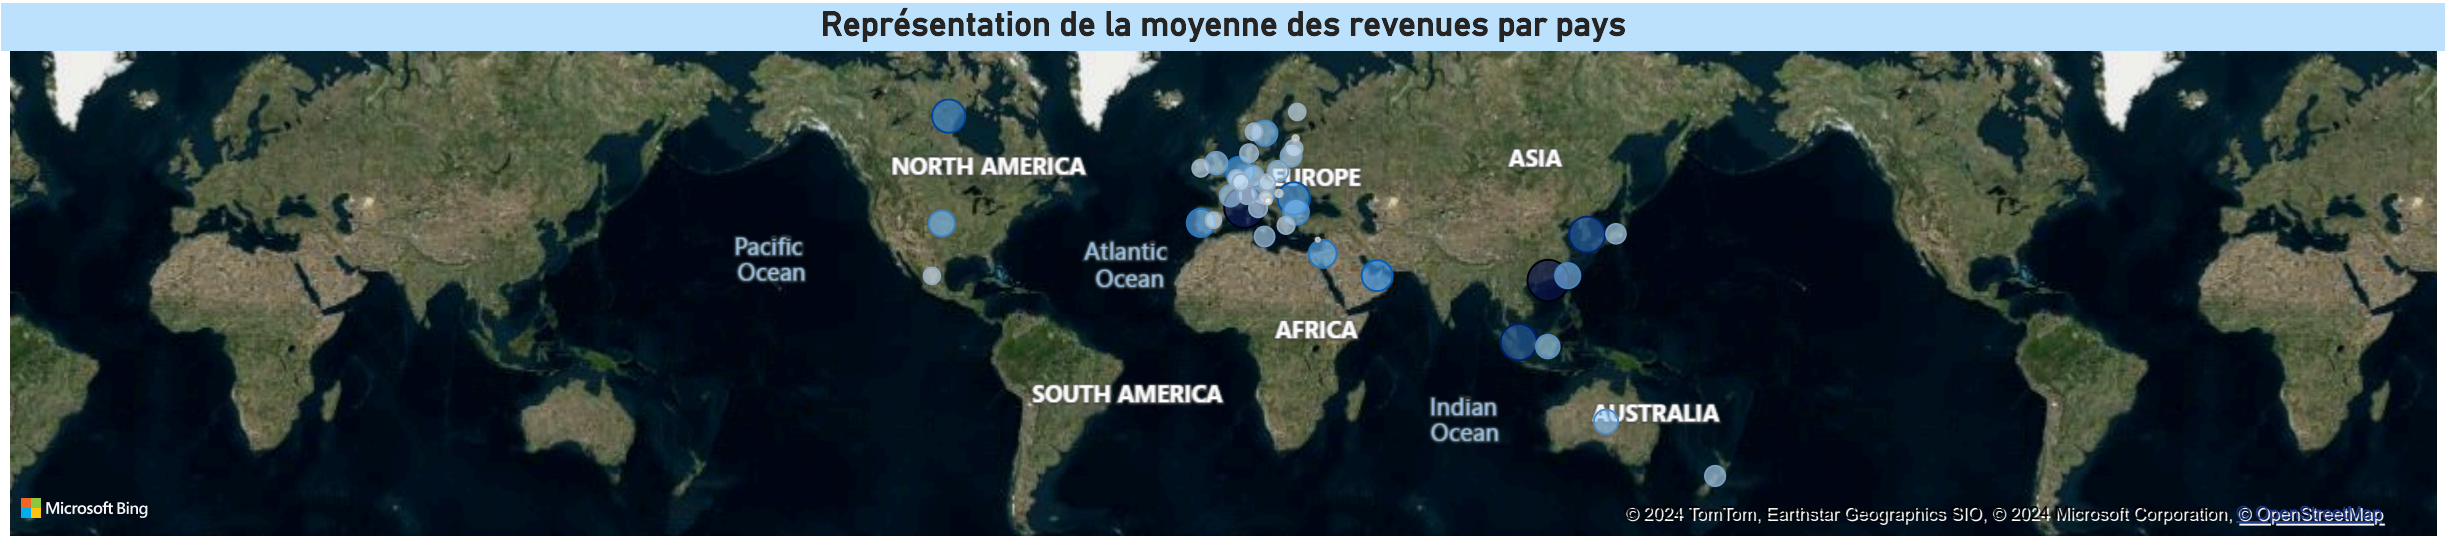 Représentation de la moyenne des revenues par pays
NORTH AMERICA
ASIA
EUROPE
Pacific
Ocean
Atlantic
Ocean
AFRICA
SOUTH AMERICA
Indian
Ocean
AUSTRALIA
Microsoft Bing
© 2024 TomTom, Earthstar Geographics SIO, © 2024 Microsoft Corporation, © OpenStreetMap